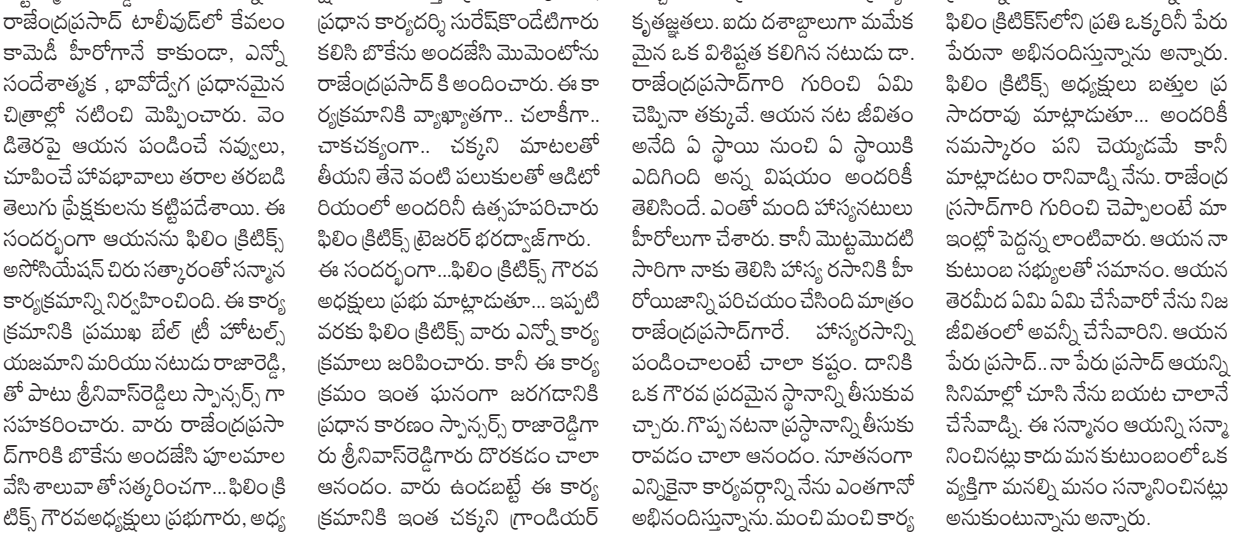 రాజేంద్రప్రసాద్ టాలీవుడ్‌లో కేవలం
కామెడీ హీరోగానే కాకుండా, ఎన్నో
సందేశాత్మక , భావోద్వేగ ప్రధానమైన
చిత్రాల్లో నటించి మెప్పించారు. వెం
డితెరపై ఆయన పండించే నవ్వులు,
చూపించే హావభావాలు తరాల తరబడి
తెలుగు ప్రేక్షకులను కట్టిపడేశాయి. ఈ
సందర్భంగా ఆయనను ఫిలిం క్రిటిక్స్
అసోసియేషన్ చిరు సత్కారంతో సన్మాన
కార్యక్రమాన్ని నిర్వహించింది. ఈ కార్య
క్రమానికి ప్రముఖ బేల్ ట్రీ హోటల్స్
యజమాని మరియు నటుడు రాజారెడ్డి,
తో పాటు శ్రీనివాస్‌రెడ్డిలు స్పాన్సర్స్ గా
సహకరించారు. వారు రాజేంద్రప్రసా
ద్‌గారికి బొకేను అందజేసి పూలమాల
వేసి శాలువా తో సత్కరించగా...ఫిలిం క్రి
టిక్స్ గౌరవఅధ్యక్షులు ప్రభుగారు, అధ్య
ప్రధాన కార్యదర్శి సురేష్‌కొండేటిగారు
కలిసి బొకేను అందజేసి మొమెంటోను
రాజేంద్రప్రసాద్ కి అందించారు. ఈ కా
ర్యక్రమానికి వ్యాఖ్యాతగా.. చలాకీగా..
చాకచక్యంగా.. చక్కని మాటలతో
తీయని తేనె వంటి పలుకులతో ఆడిటో
రియంలో అందరినీ ఉత్సహపరిచారు
ఫిలిం క్రిటిక్స్ ట్రెజరర్ భరద్వాజ్‌గారు.
ఈ సందర్భంగా...ఫిలిం క్రిటిక్స్ గౌరవ
అధక్షులు ప్రభు మాట్లాడుతూ... ఇప్పటి
వరకు ఫిలిం క్రిటిక్స్ వారు ఎన్నో కార్య
క్రమాలు జరిపించారు. కానీ ఈ కార్య
క్రమం ఇంత ఘనంగా జరగడానికి
ప్రధాన కారణం స్పాన్సర్స్ రాజారెడ్డిగా
రు శ్రీనివాస్‌రెడ్డిగారు దొరకడం చాలా
ఆనందం. వారు ఉండబట్టే ఈ కార్య
క్రమానికి ఇంత చక్కని గ్రాండియర్
కృతజ్ఞతలు. ఐదు దశాబ్దాలుగా మమేక
మైన ఒక విశిష్టత కలిగిన నటుడు డా.
రాజేంద్రప్రసాద్‌గారి గురించి ఏమి
చెప్పినా తక్కువే. ఆయన నట జీవితం
అనేది ఏ స్థాయి నుంచి ఏ స్థాయికి
ఎదిగింది అన్న విషయం అందరికీ
తెలిసిందే. ఎంతో మంది హాస్యనటులు
హీరోలుగా చేశారు. కానీ మొట్టమొదటి
సారిగా నాకు తెలిసి హాస్య రసానికి హీ
రోయిజాన్ని పరిచయం చేసింది మాత్రం
రాజేంద్రప్రసాద్‌గారే. హాస్యరసాన్ని
పండించాలంటే చాలా కష్టం. దానికి
ఒక గౌరవ ప్రదమైన స్థానాన్ని తీసుకువ
చ్చారు.గొప్ప నటనా ప్రస్థానాన్ని తీసుకు
రావడం చాలా ఆనందం. నూతనంగా
ఎన్నికైనా కార్యవర్గాన్ని నేను ఎంతగానో
అభినందిస్తున్నాను. మంచి మంచి కార్య
ఫిలిం క్రిటిక్‌స్‌లోని ప్రతి ఒక్కరినీ పేరు
పేరునా అభినందిస్తున్నాను అన్నారు.
ఫిలిం క్రిటిక్స్ అధ్యక్షులు బత్తుల ప్ర
సాదరావు మాట్లాడుతూ... అందరికీ
నమస్కారం పని చెయ్యడమే కానీ
మాట్లాడటం రానివాడ్ని నేను. రాజేంద్ర
స్రసాద్‌గారి గురించి చెప్పాలంటే మా
ఇంట్లో పెద్దన్న లాంటివారు. ఆయన నా
కుటుంబ సభ్యులతో సమానం. ఆయన
తెరమీద ఏమి ఏమి చేసేవారో నేను నిజ
జీవితంలో అవన్నీ చేసేవారిని. ఆయన
పేరు ప్రసాద్.. నా పేరు ప్రసాద్ ఆయన్ని
సినిమాల్లో చూసి నేను బయట చాలానే
చేసేవాడ్ని. ఈ సన్మానం ఆయన్ని సన్మా
నించినట్లు కాదు మన కుటుంబంలో ఒక
వ్యక్తిగా మనల్ని మనం సన్మానించినట్లు
అనుకుంటున్నాను అన్నారు.